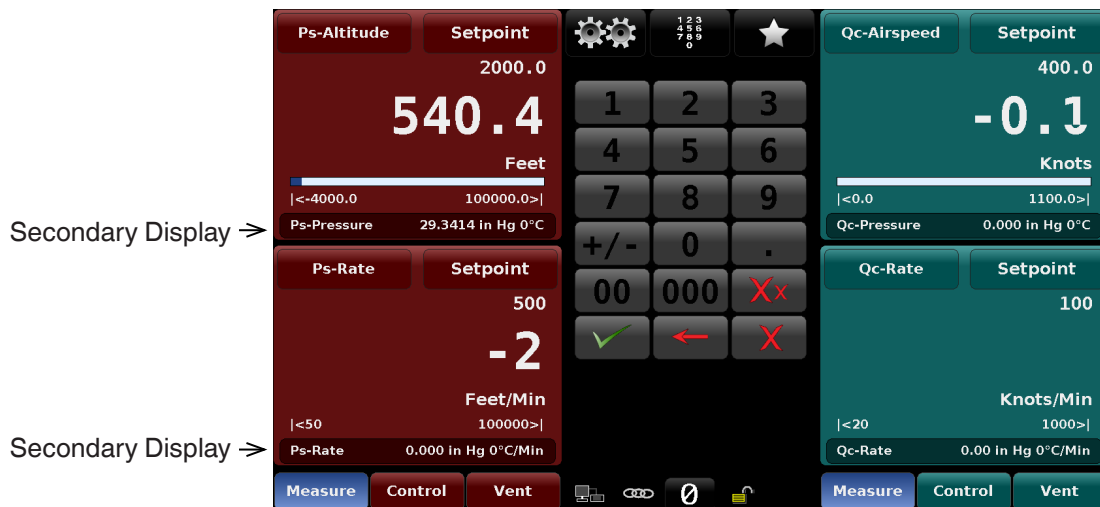 Ps-Altitude Setpoint
2000.0
540.4
Feet
|<-4000.0 100000.0>|
Secondary Display
Ps-Pressure 29.3414 in Hg 0°C
Ps-Rate Setpoint
500
-2
Feet/Min
|<50 100000>|
Secondary Display
Ps-Rate 0.000 in Hg 0°C/Min
Measure Control Vent
1 2 3
4 5 6
7 8 9
0
1 2 3
4 5 6
7 8 9
+/- 0 .
00 000 Xx
X
0
Qc-Airspeed Setpoint
400.0
-0.1
Knots
|<0.0 1100.0>|
Qc-Pressure 0.000 in Hg 0°C
Qc-Rate Setpoint
100
Knots/Min
|<20 1000>|
Qc-Rate 0.00 in Hg 0°C/Min
Measure Control Vent